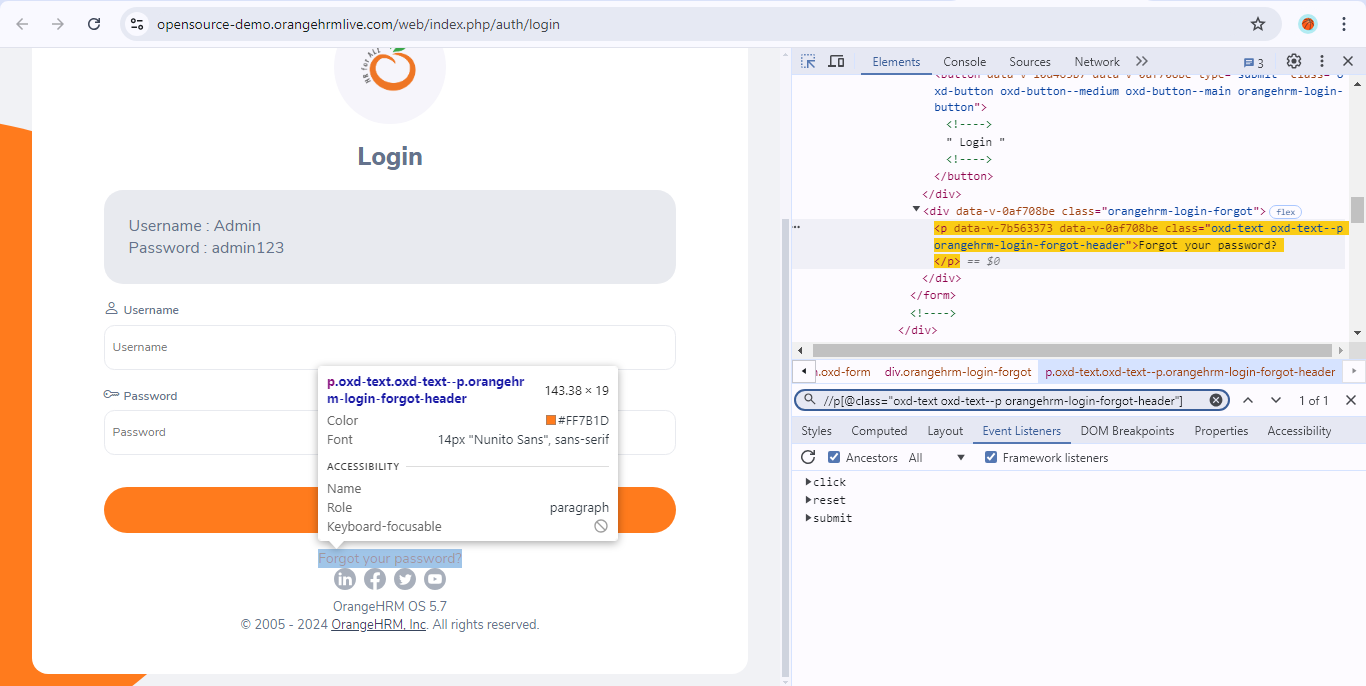 opensource-demo.orangehrmlive.com/web/index.php/auth/login
HR for ALL
Login
Username : Admin
Password : admin123
Username
Username
Password
Password
p.oxd-text.oxd-text--p.orangehr
m-login-forgot-header
143.38 × 19
Color
#FF7B1D
Font
14px "Nunito Sans", sans-serif
ACCESSIBILITY
Name
Role
paragraph
Keyboard-focusable
Forgot your password?
OrangeHRM OS 5.7
© 2005 - 2024 OrangeHRM, Inc. All rights reserved.
Elements Console Sources Network 3
xd-button oxd-button--medium oxd-button--main orangehrm-login-
button">
<!---->
" Login "
<!---->
</button>
</div>
<div data-v-0af708be class="orangehrm-login-forgot"> flex
<p data-v-7b563373 data-v-0af708be class="oxd-text oxd-text--p
orangehrm-login-forgot-header">Forgot your password?
</p> == $0
</div>
</form>
<!---->
</div>
.oxd-form div.orangehrm-login-forgot p.oxd-text.oxd-text--p.orangehrm-login-forgot-header
//p[@class="oxd-text oxd-text--p orangehrm-login-forgot-header"] 1 of 1
Styles Computed Layout Event Listeners DOM Breakpoints Properties Accessibility
Ancestors All Framework listeners
click
reset
submit